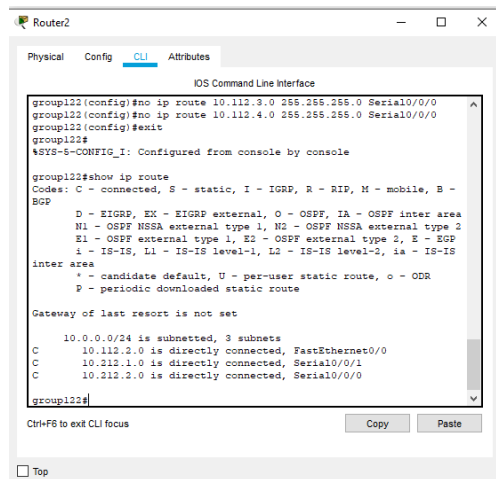 Router2
Physical Config CLI Attributes
IOS Command Line Interface
group122(config)#no ip route 10.112.3.0 255.255.255.0 Serial0/0/0
group122(config)#no ip route 10.112.4.0 255.255.255.0 Serial0/0/0
group122(config)#exit
group122#
%SYS-5-CONFIG_I: Configured from console by console
group122#show ip route
Codes: C - connected, S - static, I - IGRP, R - RIP, M - mobile, B -
BGP
D - EIGRP, EX - EIGRP external, O - OSPF, IA - OSPF inter area
N1 - OSPF NSSA external type 1, N2 - OSPF NSSA external type 2
E1 - OSPF external type 1, E2 - OSPF external type 2, E - EGP
i - IS-IS, L1 - IS-IS level-1, L2 - IS-IS level-2, ia - IS-IS
inter area
* - candidate default, U - per-user static route, o - ODR
P - periodic downloaded static route
Gateway of last resort is not set
10.0.0.0/24 is subnetted, 3 subnets
C 10.112.2.0 is directly connected, FastEthernet0/0
C 10.212.1.0 is directly connected, Serial0/0/1
C 10.212.2.0 is directly connected, Serial0/0/0
group122#
Ctrl+F6 to exit CLI focus Copy Paste
Top